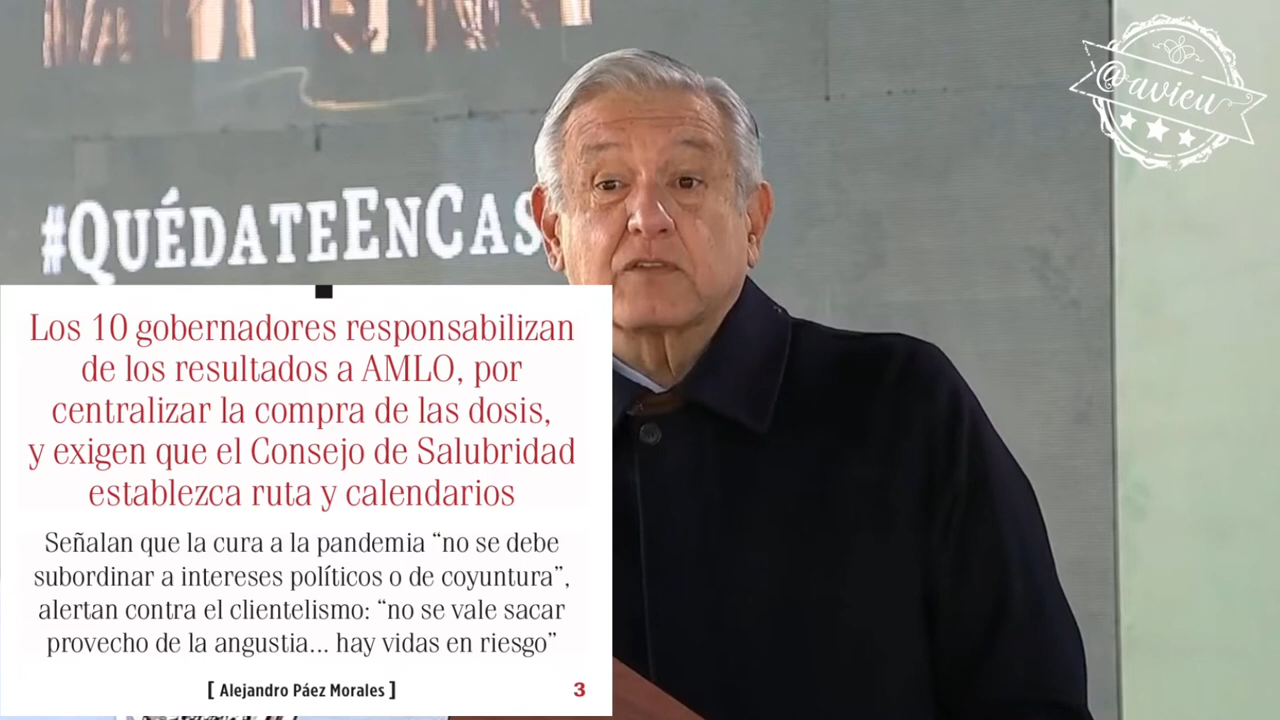 @avicu
#QUÉDATEENCAS
Los 10 gobernadores responsabilizan
de los resultados a AMLO, por
centralizar la compra de las dosis,
y exigen que el Consejo de Salubridad
establezca ruta y calendarios
Señalan que la cura a la pandemia “no se debe
subordinar a intereses políticos o de coyuntura”,
alertan contra el clientelismo: “no se vale sacar
provecho de la angustia... hay vidas en riesgo”
[ Alejandro Páez Morales ]
3